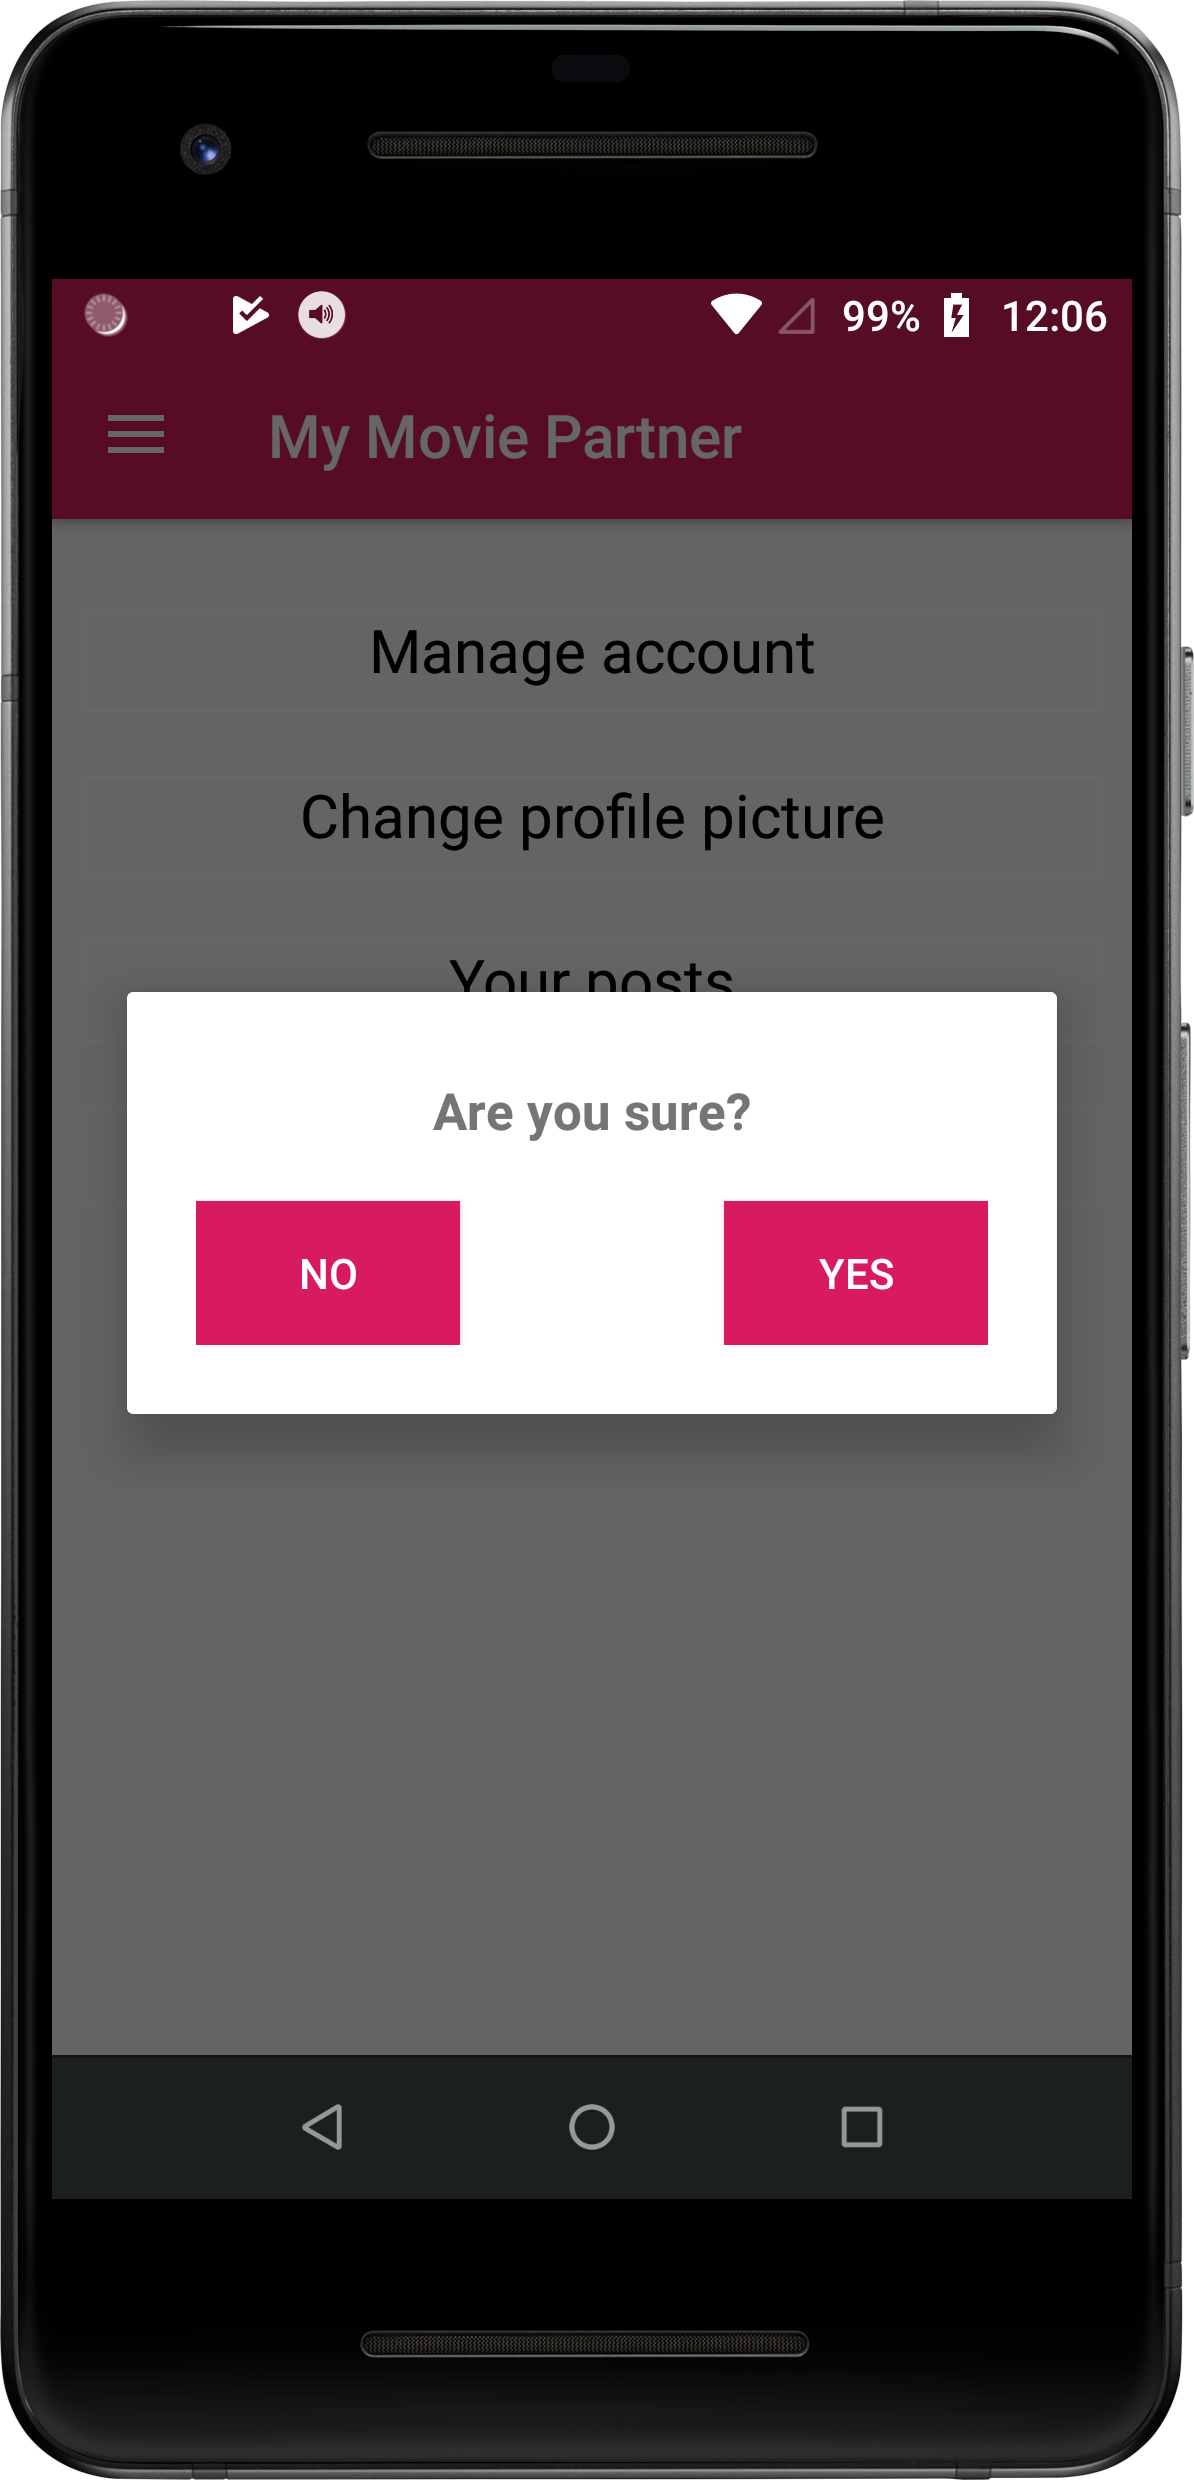 99% 12:06
My Movie Partner
Manage account
Change profile picture
Your posts
Are you sure?
NO YES